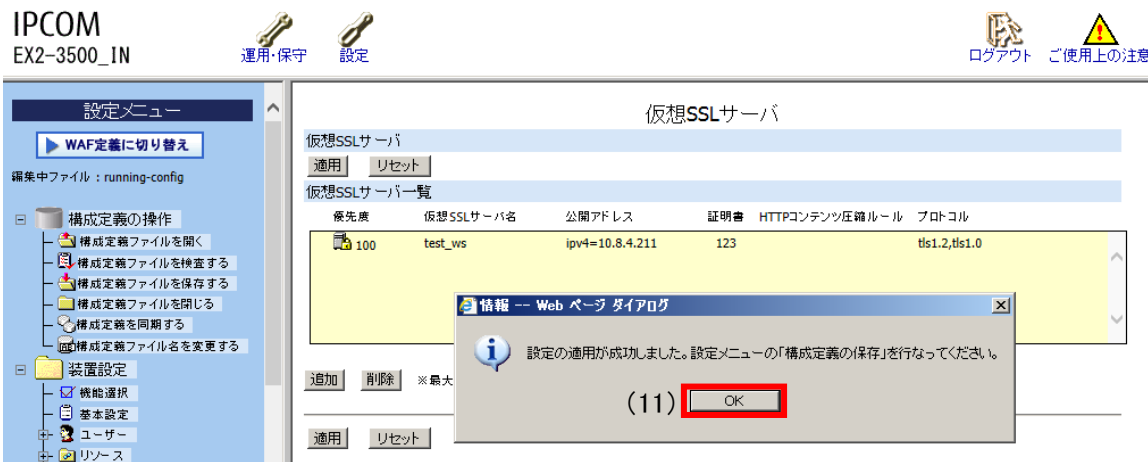 IPCOM
EX2-3500_IN
運用・保守
設定
ログアウト
ご使用上の注意
設定メニュー
WAF定義に切り替え
編集中ファイル ：running-config
構成定義の操作
構成定義ファイルを開く
構成定義ファイルを検査する
構成定義ファイルを保存する
構成定義ファイルを閉じる
構成定義を同期する
構成定義ファイル名を変更する
装置設定
機能選択
基本設定
ユーザー
リソース
仮想SSLサーバ
仮想SSLサーバ
適用 リセット
仮想SSLサーバ一覧
優先度 仮想SSLサーバ名 公開アドレス 証明書 HTTPコンテンツ圧縮ルール プロトコル
100 test_ws ipv4=10.8.4.211 123 tls1.2,tls1.0
情報 -- Web ページ ダイアログ
設定の適用が成功しました。設定メニューの「構成定義の保存」を行なってください。
(11) OK
追加 削除 ※最大
適用 リセット